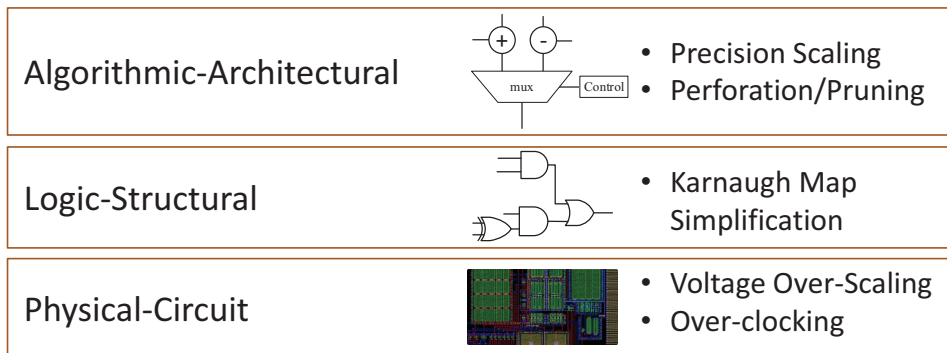 Algorithmic-Architectural
+ -
mux
Control
• Precision Scaling
• Perforation/Pruning
Logic-Structural
• Karnaugh Map
Simplification
Physical-Circuit
• Voltage Over-Scaling
• Over-clocking